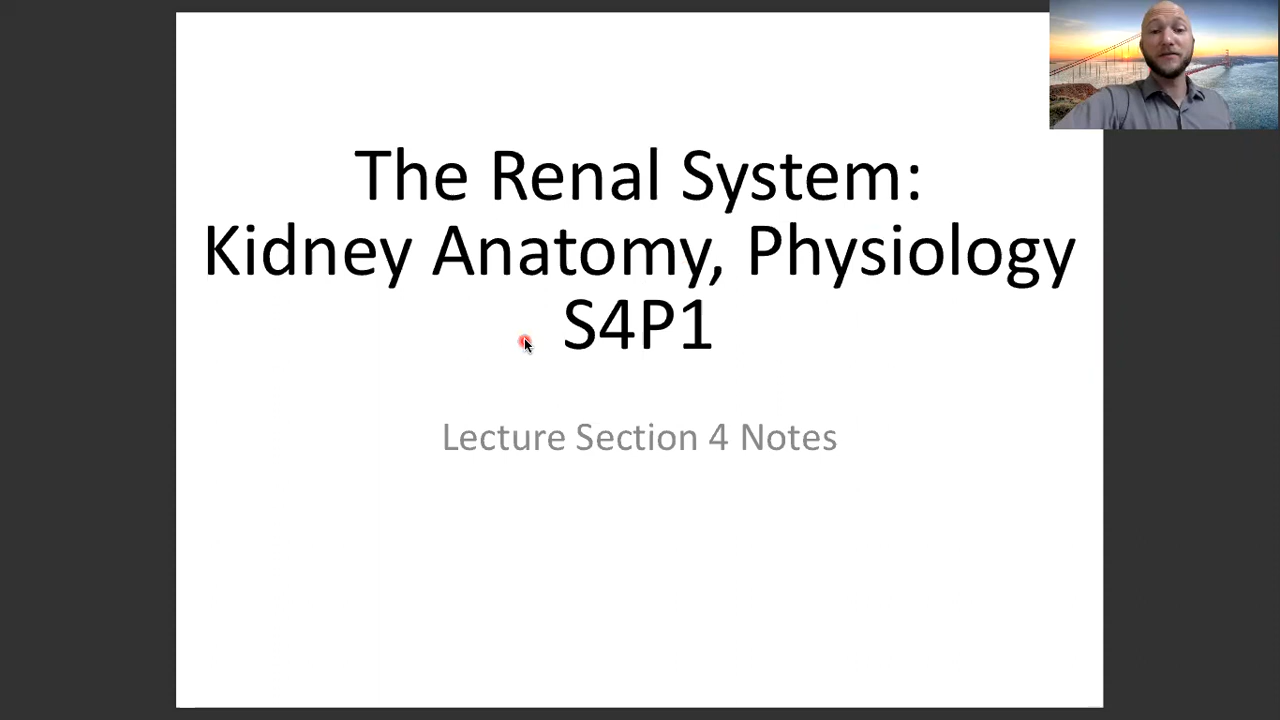 The Renal System:
Kidney Anatomy, Physiology
S4P1
Lecture Section 4 Notes